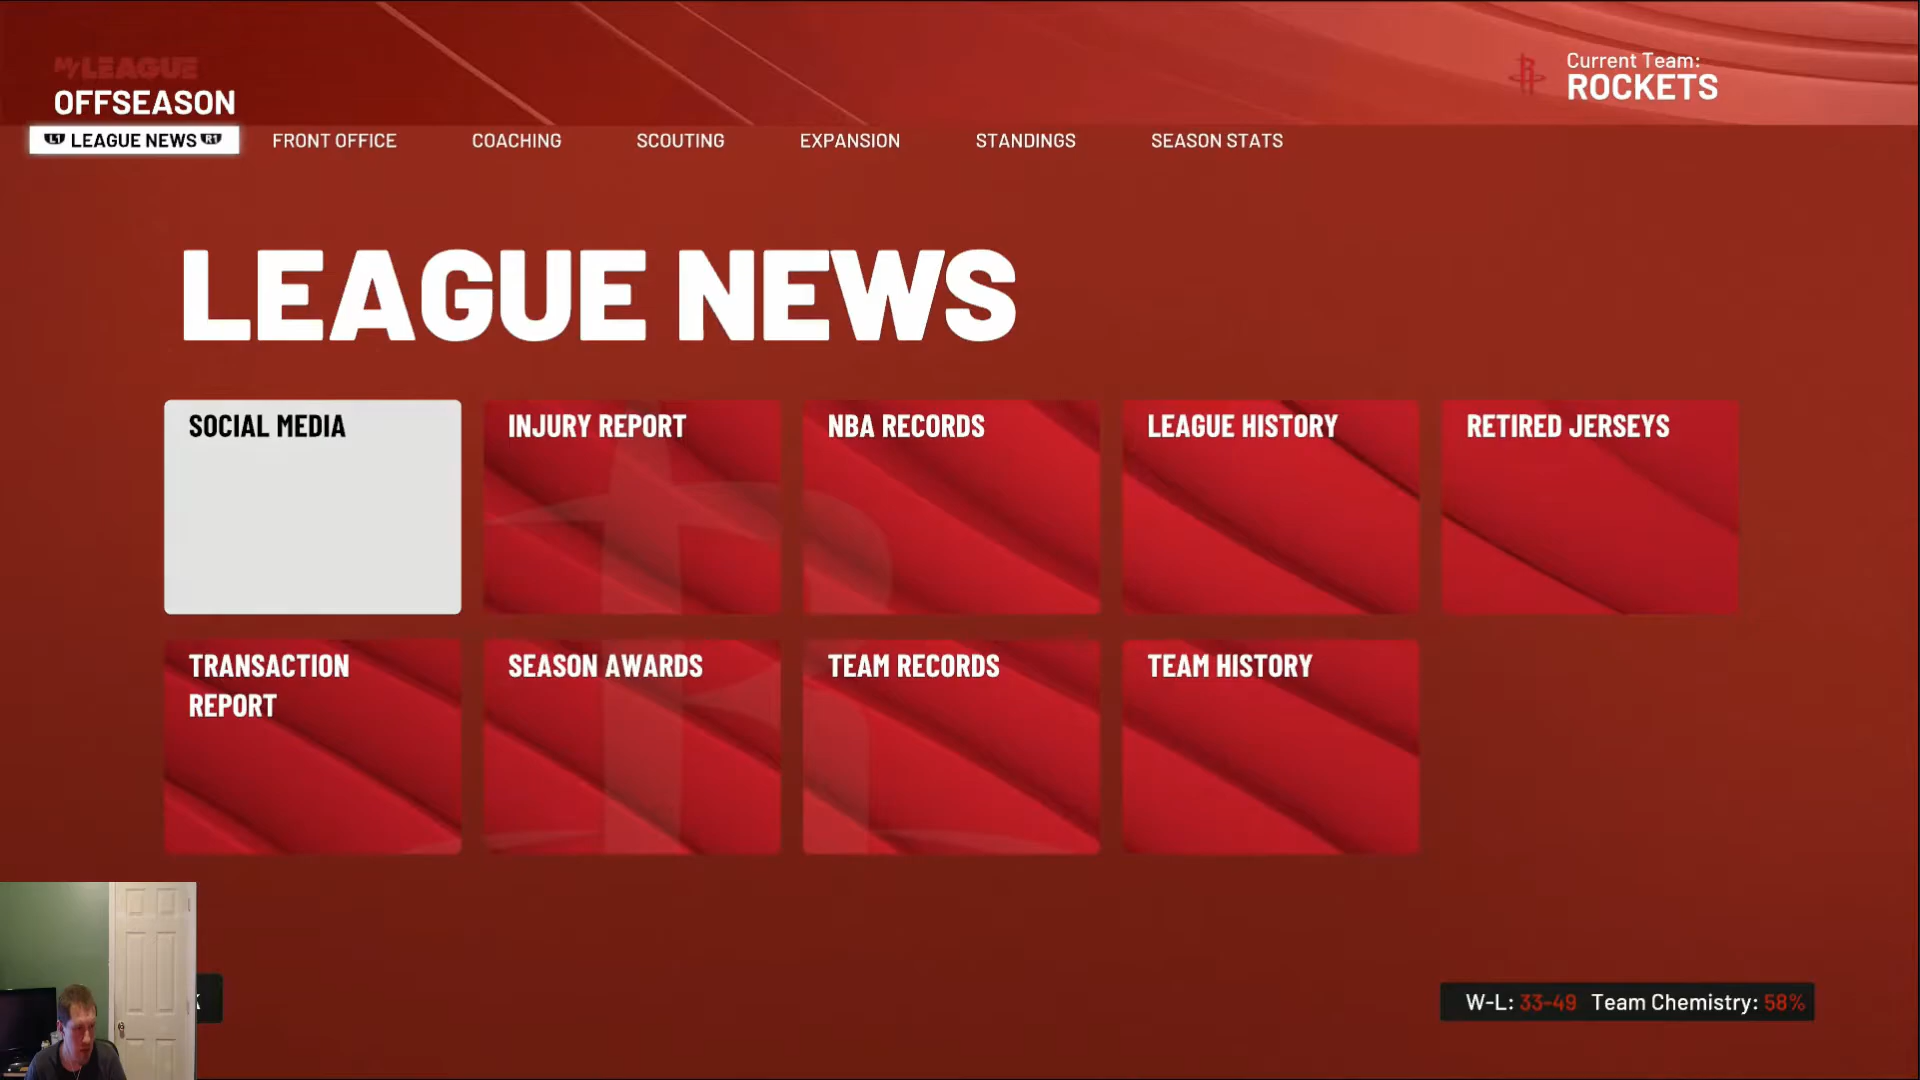 MyLEAGUE
OFFSEASON
Current Team:
ROCKETS
L1 LEAGUE NEWS R1
FRONT OFFICE
COACHING
SCOUTING
EXPANSION
STANDINGS
SEASON STATS
LEAGUE NEWS
SOCIAL MEDIA
INJURY REPORT
NBA RECORDS
LEAGUE HISTORY
RETIRED JERSEYS
TRANSACTION
REPORT
SEASON AWARDS
TEAM RECORDS
TEAM HISTORY
W-L: 33-49 Team Chemistry: 58%